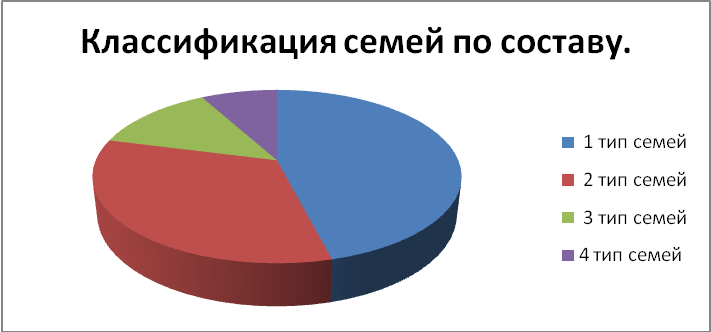 Классификация семей по составу.
1 тип семей
2 тип семей
3 тип семей
4 тип семей